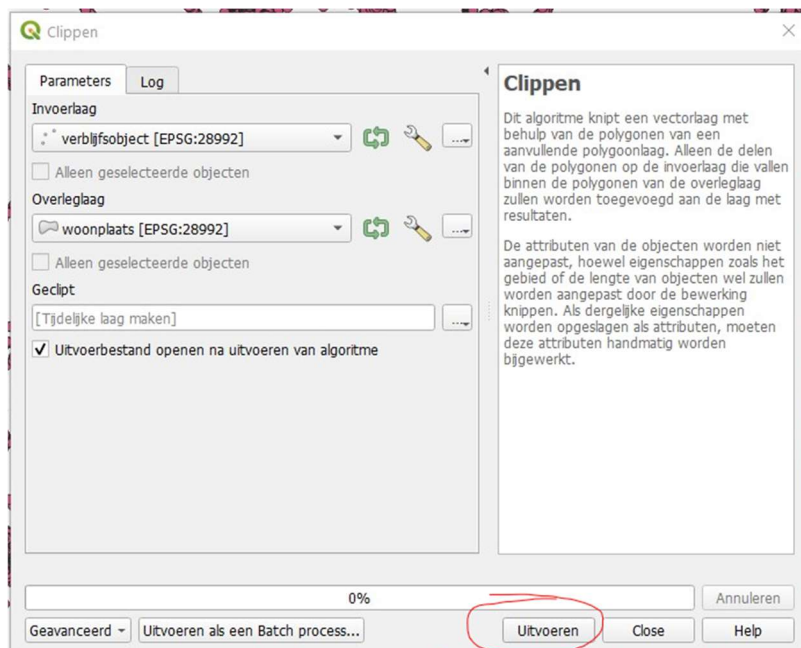 Clippen
Parameters
Log
Invoerlaag
verblijfsobject [EPSG:28992]
...
Alleen geselecteerde objecten
Overleglaag
woonplaats [EPSG:28992]
...
Alleen geselecteerde objecten
Geclipt
[Tijdelijke laag maken]
...
Uitvoerbestand openen na uitvoeren van algoritme
Clippen
Dit algoritme knipt een vectorlaag met
behulp van de polygonen van een
aanvullende polygoonlaag. Alleen de delen
van de polygonen op de invoerlaag die vallen
binnen de polygonen van de overleglaag
zullen worden toegevoegd aan de laag met
resultaten.
De attributen van de objecten worden niet
aangepast, hoewel eigenschappen zoals het
gebied of de lengte van objecten wel zullen
worden aangepast door de bewerking
knippen. Als dergelijke eigenschappen
worden opgeslagen als attributen, moeten
deze attributen handmatig worden
bijgewerkt.
0%
Annuleren
Geavanceerd
Uitvoeren als een Batch process...
Uitvoeren
Close
Help